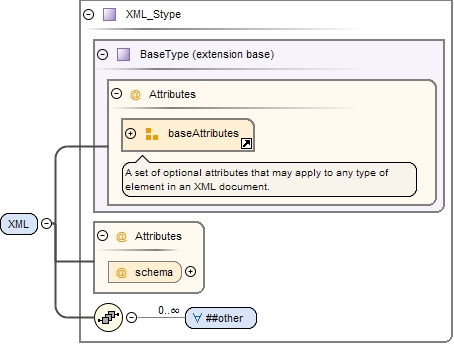 XML_Stype
BaseType (extension base)
@ Attributes
baseAttributes
A set of optional attributes that may apply to any type of
element in an XML document.
XML
@ Attributes
@ schema
0..∞
∀ ##other